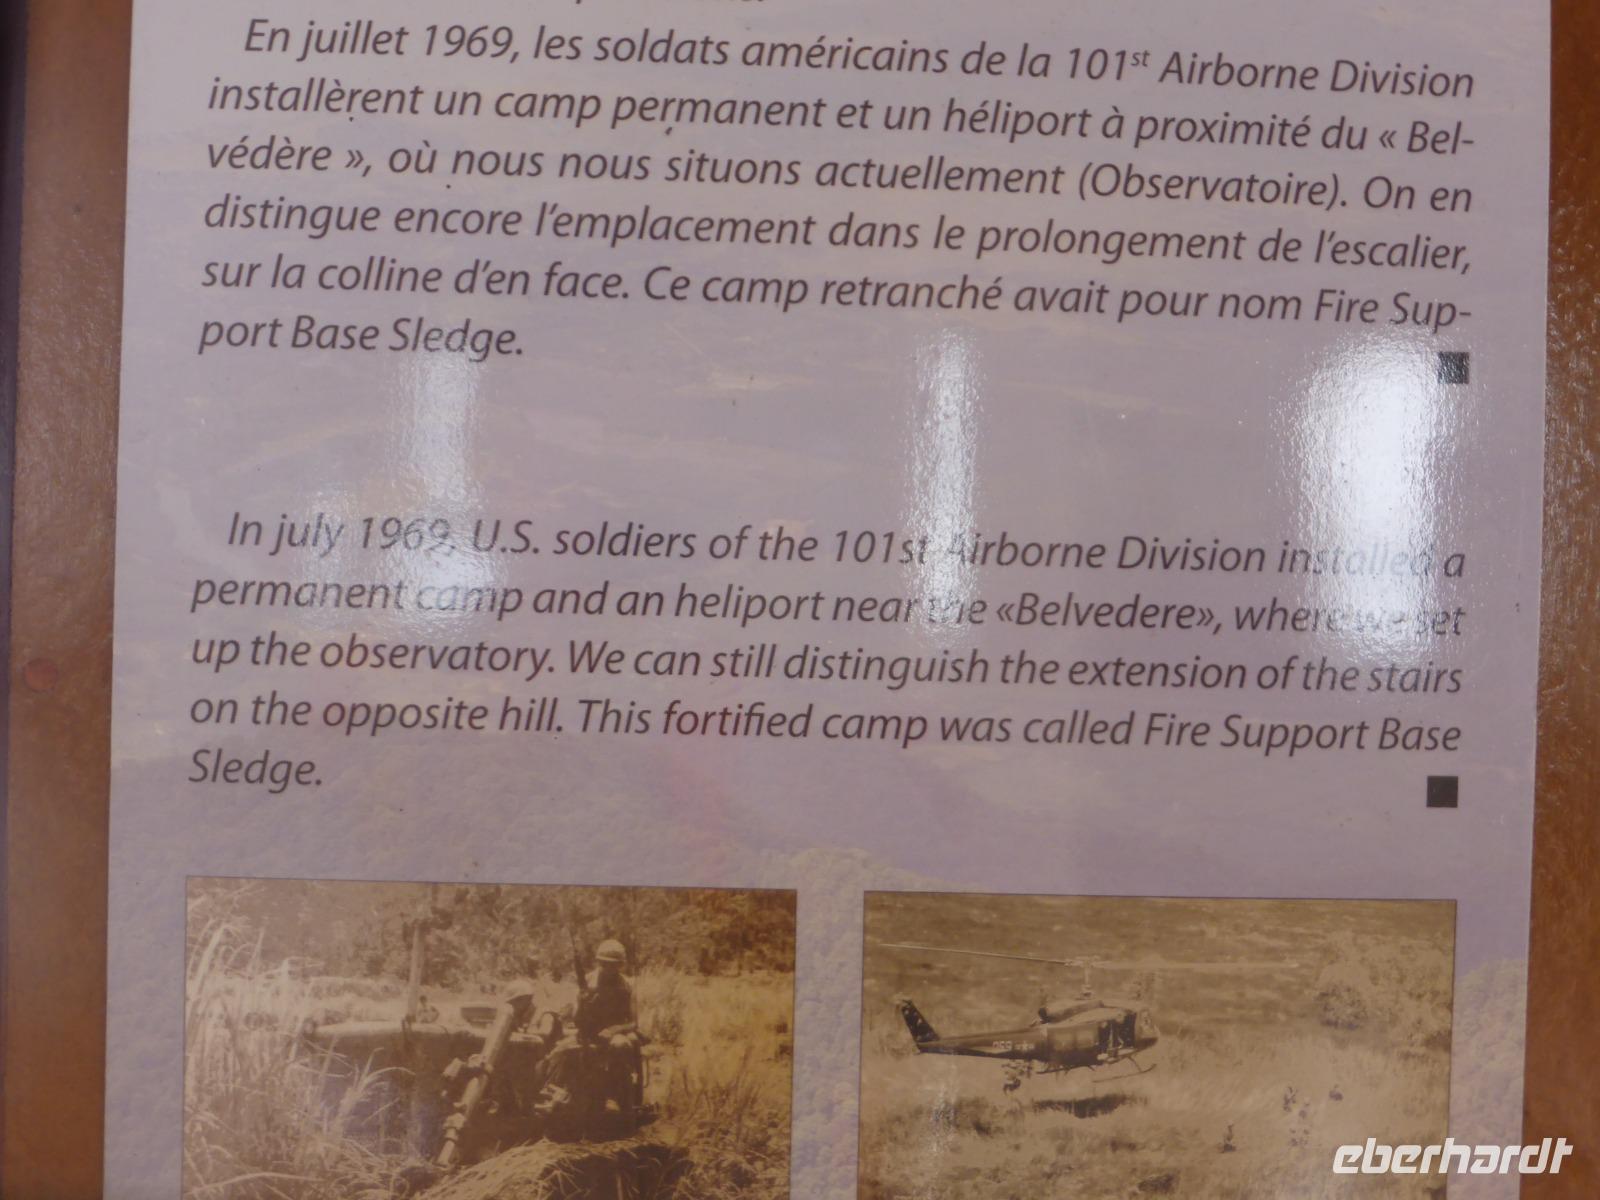 En juillet 1969, les soldats américains de la 101st Airborne Division
installèrent un camp permanent et un héliport à proximité du « Bel-
védère », où nous nous situons actuellement (Observatoire). On en
distingue encore l'emplacement dans le prolongement de l'escalier,
sur la colline d'en face. Ce camp retranché avait pour nom Fire Sup-
port Base Sledge.
In july 1969, U.S. soldiers of the 101st Airborne Division installed a
permanent camp and an heliport near the «Belvedere», where we set
up the observatory. We can still distinguish the extension of the stairs
on the opposite hill. This fortified camp was called Fire Support Base
Sledge.
eberhardt